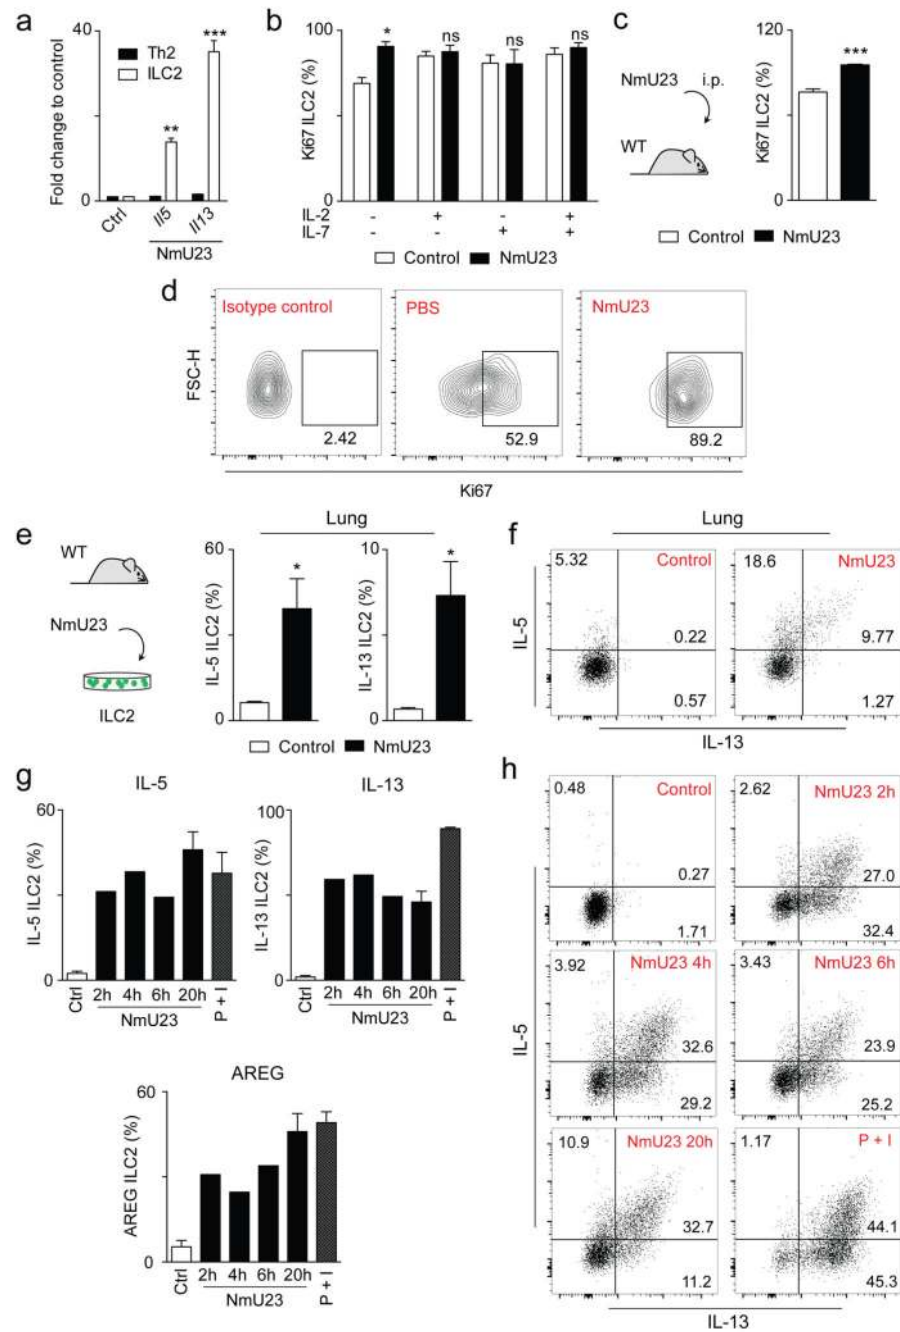 a
Fold change to control
40
0
Th2
ILC2
**
***
Ctrl
Il5
Il13
NmU23
b
Ki67 ILC2 (%)
100
0
*
ns
ns
ns
IL-2 - + - +
IL-7 - - + +
Control NmU23
c
NmU23 i.p.
WT
Ki67 ILC2 (%)
120
0
***
Control NmU23
d
FSC-H
Isotype control
2.42
PBS
52.9
NmU23
89.2
Ki67
e
WT
NmU23
ILC2
Lung
IL-5 ILC2 (%)
60
0
*
IL-13 ILC2 (%)
10
0
*
Control NmU23
f
Lung
IL-5
5.32
Control
0.22
0.57
18.6
NmU23
9.77
1.27
IL-13
g
IL-5
IL-5 ILC2 (%)
60
0
Ctrl 2h 4h 6h 20h P + I
NmU23
IL-13
IL-13 ILC2 (%)
100
0
Ctrl 2h 4h 6h 20h P + I
NmU23
AREG
AREG ILC2 (%)
60
0
Ctrl 2h 4h 6h 20h P + I
NmU23
h
IL-5
0.48
Control
0.27
1.71
2.62
NmU23 2h
27.0
32.4
3.92
NmU23 4h
32.6
29.2
3.43
NmU23 6h
23.9
25.2
10.9
NmU23 20h
32.7
11.2
1.17
P + I
44.1
45.3
IL-13